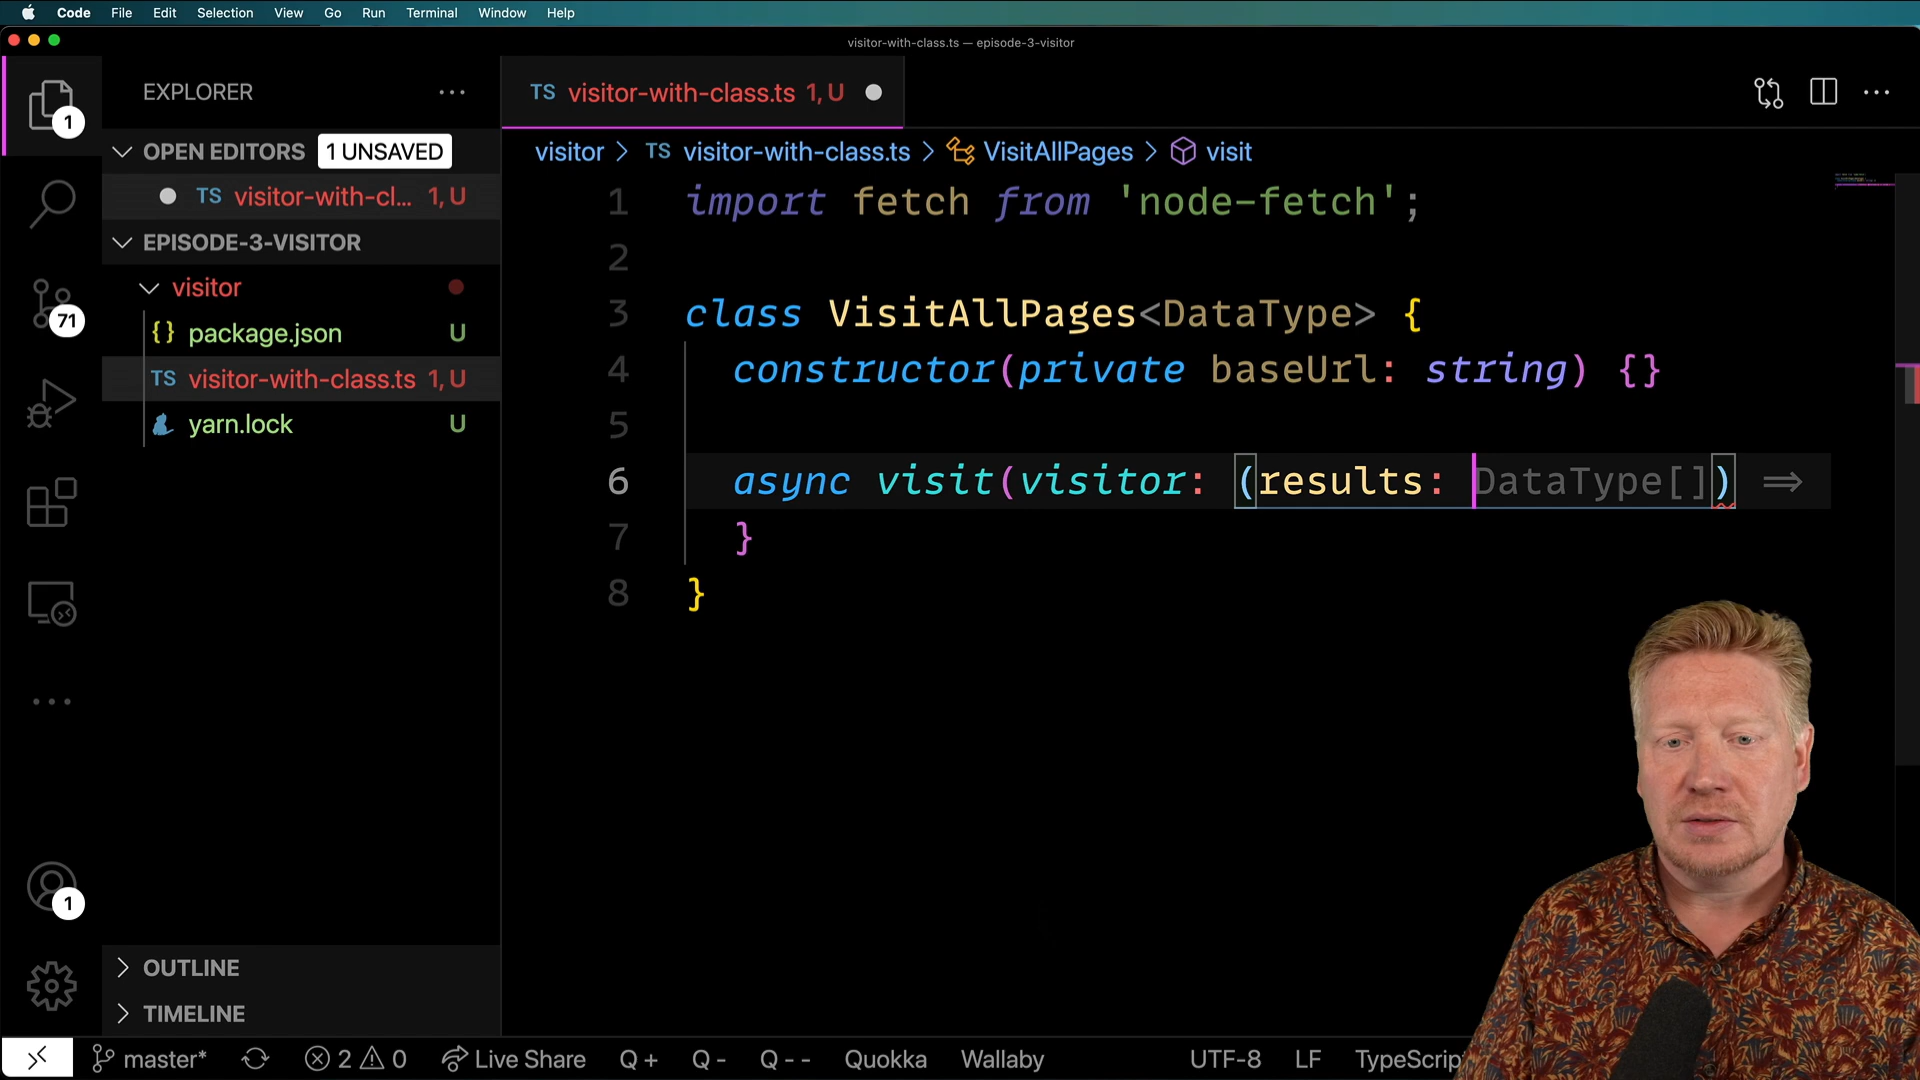 Code File Edit Selection View Go Run Terminal Window Help
visitor-with-class.ts — episode-3-visitor
EXPLORER
TS visitor-with-class.ts 1, U
1
OPEN EDITORS 1 UNSAVED
visitor > TS visitor-with-class.ts > VisitAllPages > visit
TS visitor-with-cl... 1, U
EPISODE-3-VISITOR
visitor
{} package.json U
TS visitor-with-class.ts 1, U
yarn.lock U
71
1 import fetch from 'node-fetch';
2
3 class VisitAllPages<DataType> {
4 constructor(private baseUrl: string) {}
5
6 async visit(visitor: (results: DataType[]) =>
7 }
8 }
1
OUTLINE
TIMELINE
master* 2 0 Live Share Q + Q - Q - - Quokka Wallaby UTF-8 LF TypeScrip